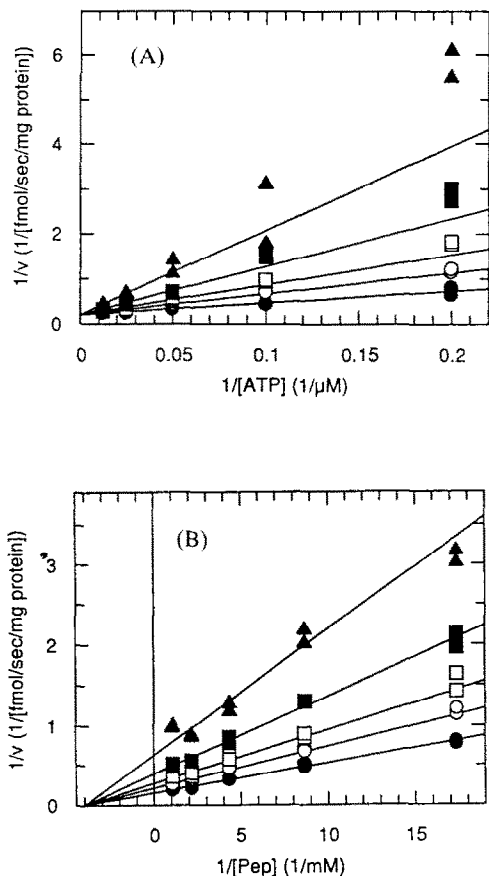 (A)
6
4
2
0
1/v (1/[fmol/sec/mg protein])
0 0.05 0.1 0.15 0.2
1/[ATP] (1/μM)
(B)
3
2
1
0
1/v (1/[fmol/sec/mg protein])
0 5 10 15
1/[Pep] (1/mM)